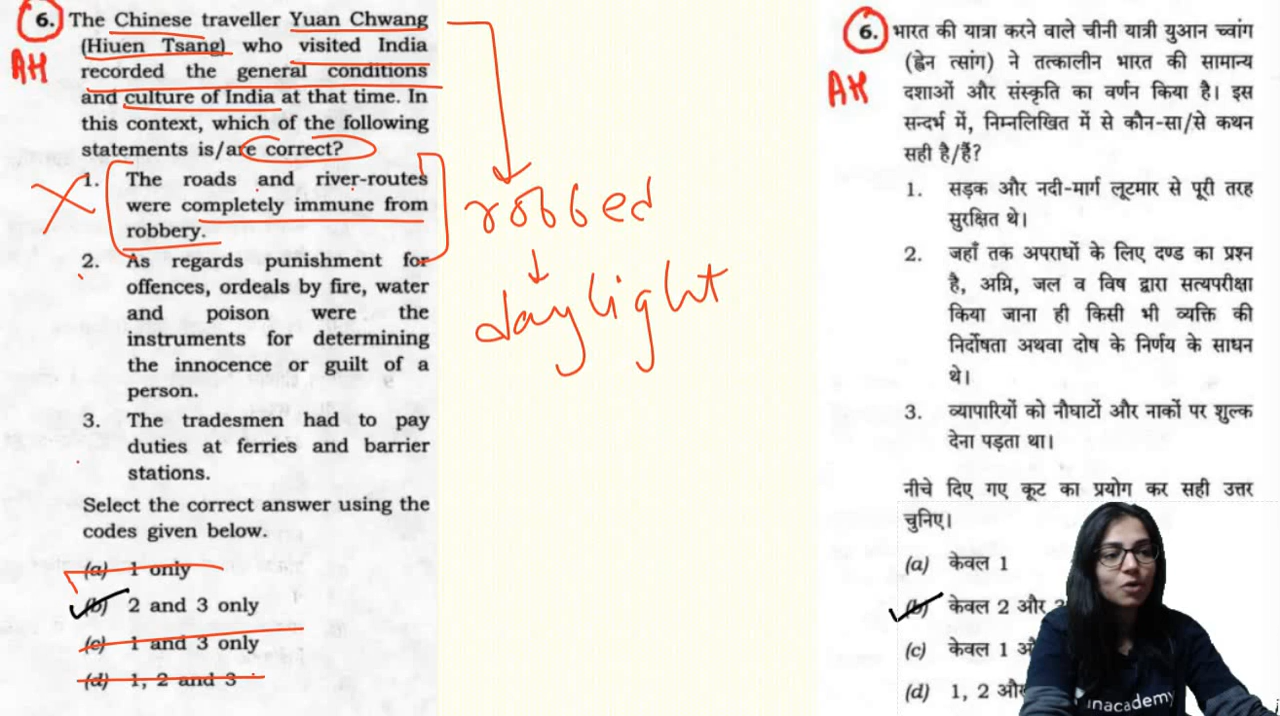 6. The Chinese traveller Yuan Chwang
(Hiuen Tsang) who visited India
recorded the general conditions
and culture of India at that time. In
this context, which of the following
statements is/are correct?
AH
1. The roads and river-routes
were completely immune from
robbery.
2. As regards punishment for
offences, ordeals by fire, water
and poison were the
instruments for determining
the innocence or guilt of a
person.
3. The tradesmen had to pay
duties at ferries and barrier
stations.
Select the correct answer using the
codes given below.
(a) 1 only
(b) 2 and 3 only
(c) 1 and 3 only
(d) 1, 2 and 3
robbed
daylight
6. भारत की यात्रा करने वाले चीनी यात्री युआन च्वांग
(ह्वेन त्सांग) ने तत्कालीन भारत की सामान्य
दशाओं और संस्कृति का वर्णन किया है। इस
सन्दर्भ में, निम्नलिखित में से कौन-सा/से कथन
सही है/हैं?
AH
1. सड़क और नदी-मार्ग लूटमार से पूरी तरह
सुरक्षित थे।
2. जहाँ तक अपराधों के लिए दण्ड का प्रश्न
है, अग्नि, जल व विष द्वारा सत्यपरीक्षा
किया जाना ही किसी भी व्यक्ति की
निर्दोषता अथवा दोष के निर्णय के साधन
थे।
3. व्यापारियों को नौघाटों और नाकों पर शुल्क
देना पड़ता था।
नीचे दिए गए कूट का प्रयोग कर सही उत्तर
चुनिए।
(a) केवल 1
(b) केवल 2 और
(c) केवल 1
(d) 1, 2 और
inacademy